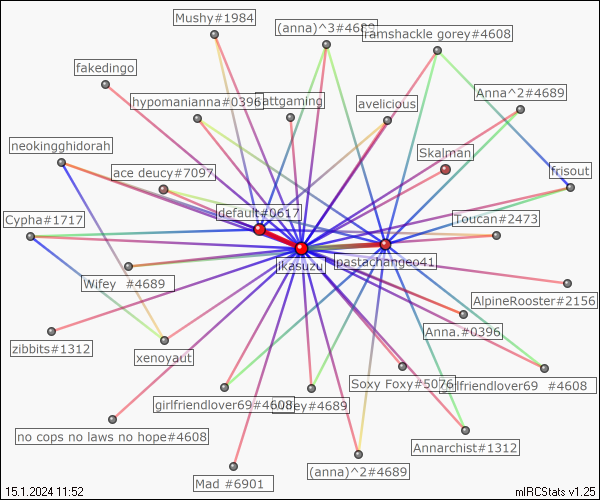 Mushy#1984
(anna)^3#4689
ramshackle gorey#4608
fakedingo
hypomanianna#0396
attgaming
avelicious
Anna^2#4689
neokingghidorah
ace deucy#7097
Skalman
frisout
Cypha#1717
default#0617
Toucan#2473
jkasuzu
pastachangeo41
Wifey #4689
AlpineRooster#2156
Anna.#0396
zibbits#1312
xenoyaut
Soxy Foxy#5076
girlfriendlover69 #4608
girlfriendlover69#4608
#4689
no cops no laws no hope#4608
Annarchist#1312
(anna)^2#4689
Mad #6901
15.1.2024 11:52
mIRCStats v1.25